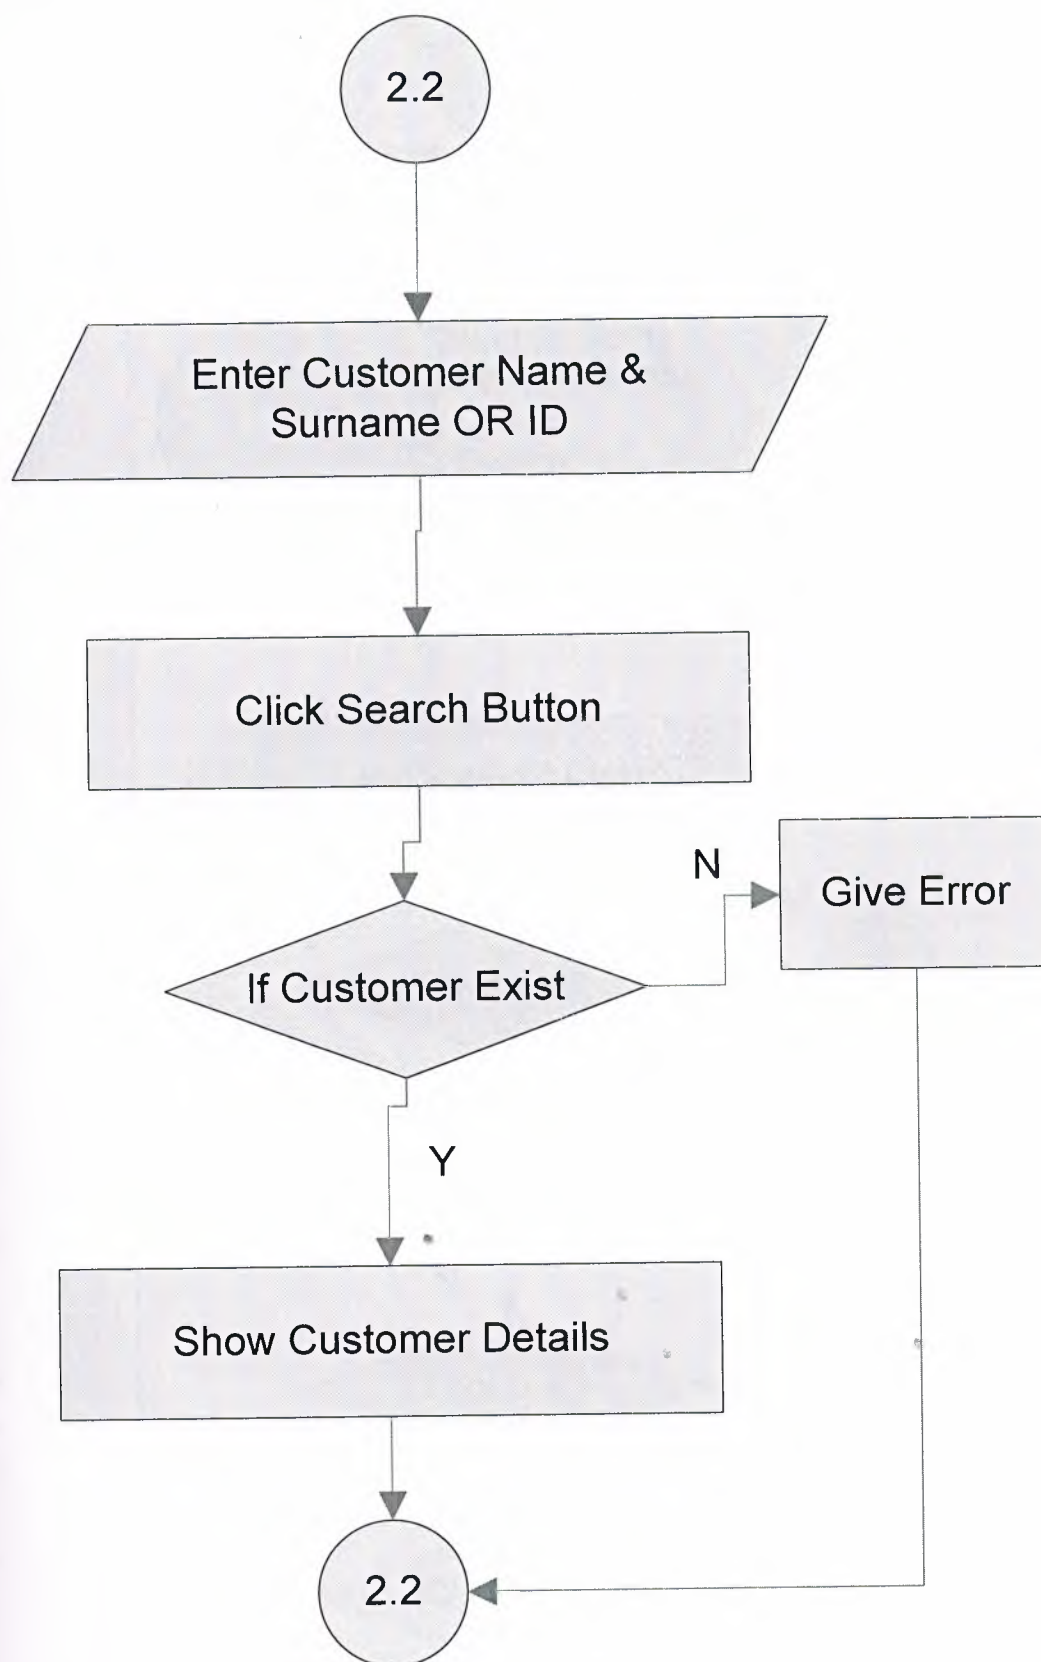 2.2
Enter Customer Name &
Surname OR ID
Click Search Button
N
Give Error
If Customer Exist
Y
Show Customer Details
2.2